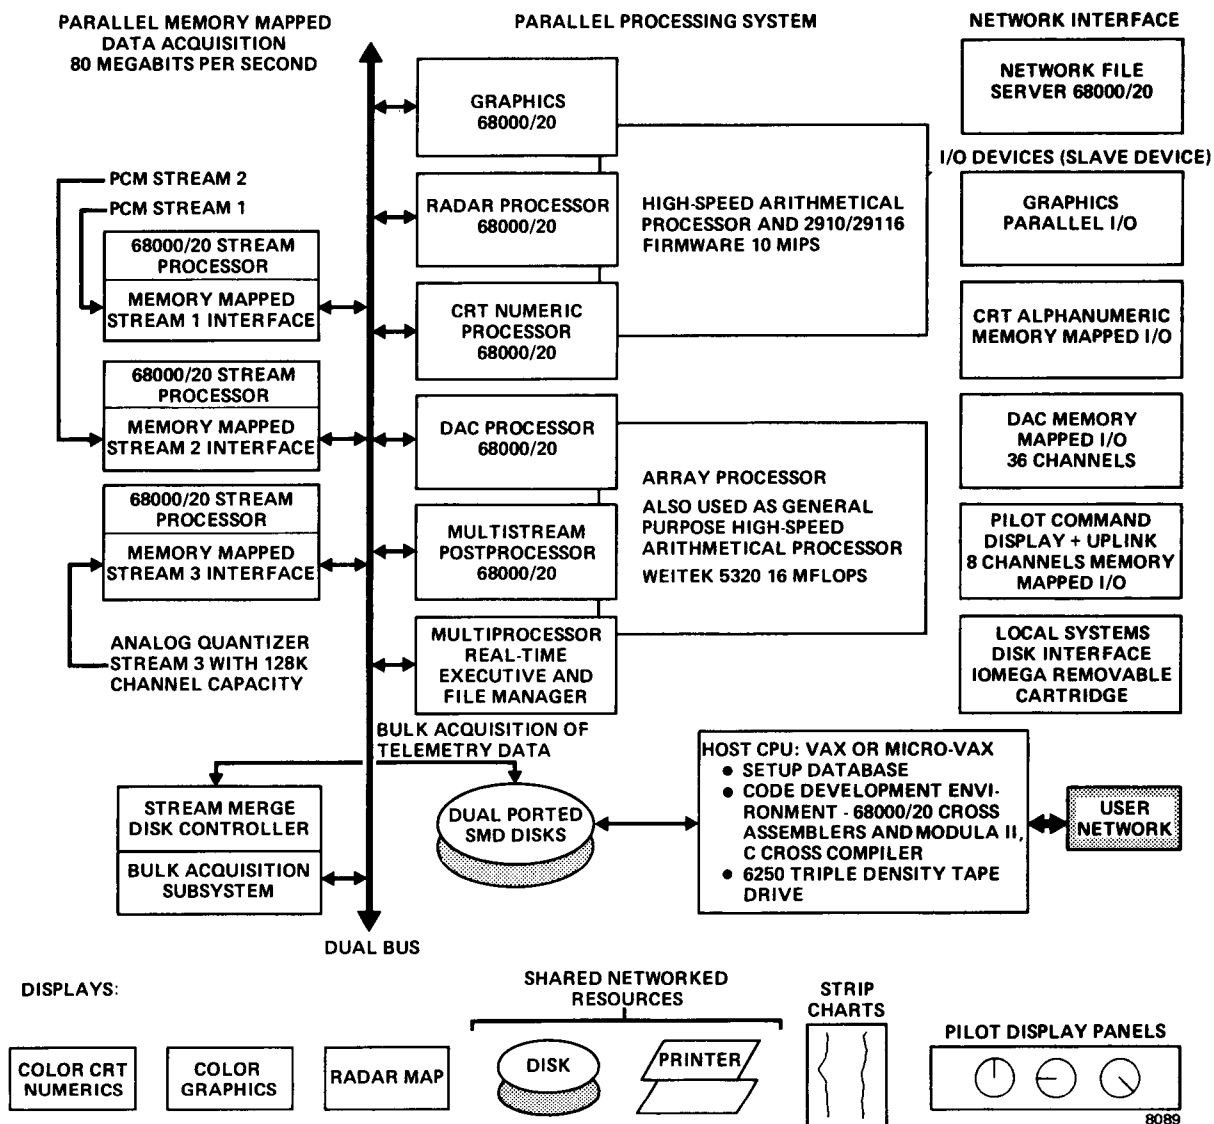 PARALLEL MEMORY MAPPED
DATA ACQUISITION
80 MEGABITS PER SECOND
PARALLEL PROCESSING SYSTEM
NETWORK INTERFACE
PCM STREAM 2
PCM STREAM 1
68000/20 STREAM
PROCESSOR
MEMORY MAPPED
STREAM 1 INTERFACE
68000/20 STREAM
PROCESSOR
MEMORY MAPPED
STREAM 2 INTERFACE
68000/20 STREAM
PROCESSOR
MEMORY MAPPED
STREAM 3 INTERFACE
ANALOG QUANTIZER
STREAM 3 WITH 128K
CHANNEL CAPACITY
GRAPHICS
68000/20
RADAR PROCESSOR
68000/20
CRT NUMERIC
PROCESSOR
68000/20
DAC PROCESSOR
68000/20
MULTISTREAM
POSTPROCESSOR
68000/20
MULTIPROCESSOR
REAL-TIME
EXECUTIVE AND
FILE MANAGER
HIGH-SPEED ARITHMETICAL
PROCESSOR AND 2910/29116
FIRMWARE 10 MIPS
ARRAY PROCESSOR
ALSO USED AS GENERAL
PURPOSE HIGH-SPEED
ARITHMETICAL PROCESSOR
WEITEK 5320 16 MFLOPS
NETWORK FILE
SERVER 68000/20
I/O DEVICES (SLAVE DEVICE)
GRAPHICS
PARALLEL I/O
CRT ALPHANUMERIC
MEMORY MAPPED I/O
DAC MEMORY
MAPPED I/O
36 CHANNELS
PILOT COMMAND
DISPLAY + UPLINK
8 CHANNELS MEMORY
MAPPED I/O
LOCAL SYSTEMS
DISK INTERFACE
IOMEGA REMOVABLE
CARTRIDGE
BULK ACQUISITION OF
TELEMETRY DATA
STREAM MERGE
DISK CONTROLLER
BULK ACQUISITION
SUBSYSTEM
DUAL PORTED
SMD DISKS
HOST CPU: VAX OR MICRO-VAX
● SETUP DATABASE
● CODE DEVELOPMENT ENVI-
RONMENT - 68000/20 CROSS
ASSEMBLERS AND MODULA II,
C CROSS COMPILER
● 6250 TRIPLE DENSITY TAPE
DRIVE
USER
NETWORK
DUAL BUS
DISPLAYS:
COLOR CRT
NUMERICS
COLOR
GRAPHICS
RADAR MAP
SHARED NETWORKED
RESOURCES
DISK
PRINTER
STRIP
CHARTS
PILOT DISPLAY PANELS
8089